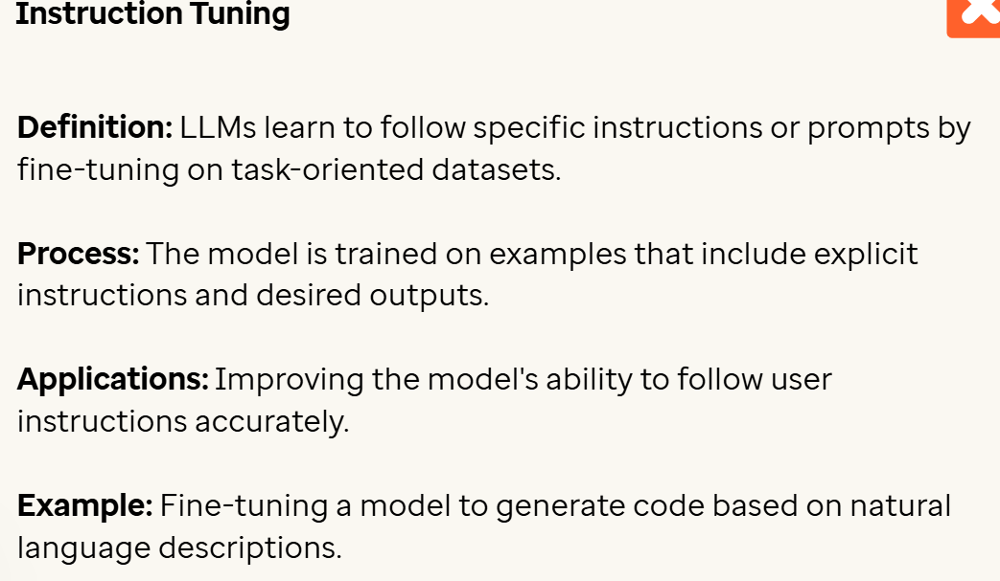 Instruction Tuning
Definition: LLMs learn to follow specific instructions or prompts by
fine-tuning on task-oriented datasets.
Process: The model is trained on examples that include explicit
instructions and desired outputs.
Applications: Improving the model's ability to follow user
instructions accurately.
Example: Fine-tuning a model to generate code based on natural
language descriptions.